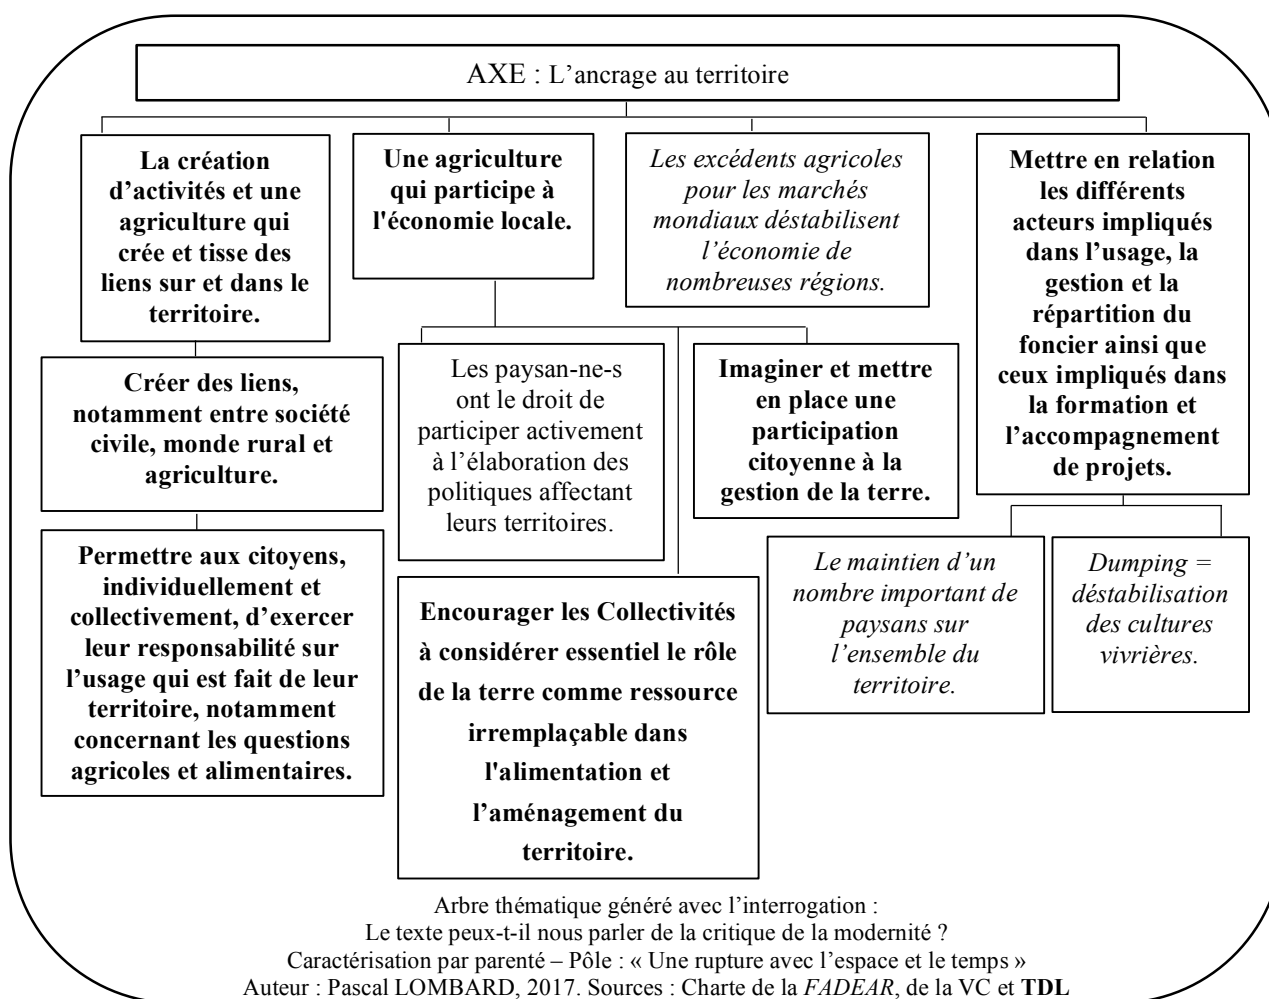 AXE : L’ancrage au territoire
La création
d’activités et une
agriculture qui
crée et tisse des
liens sur et dans le
territoire.
Une agriculture
qui participe à
l'économie locale.
Les excédents agricoles
pour les marchés
mondiaux déstabilisent
l’économie de
nombreuses régions.
Mettre en relation
les différents
acteurs impliqués
dans l’usage, la
gestion et la
répartition du
foncier ainsi que
ceux impliqués dans
la formation et
l’accompagnement
de projets.
Créer des liens,
notamment entre société
civile, monde rural et
agriculture.
Les paysan-ne-s
ont le droit de
participer activement
à l’élaboration des
politiques affectant
leurs territoires.
Imaginer et mettre
en place une
participation
citoyenne à la
gestion de la terre.
Permettre aux citoyens,
individuellement et
collectivement, d’exercer
leur responsabilité sur
l’usage qui est fait de leur
territoire, notamment
concernant les questions
agricoles et alimentaires.
Encourager les Collectivités
à considérer essentiel le rôle
de la terre comme ressource
irremplaçable dans
l'alimentation et
l’aménagement du
territoire.
Le maintien d’un
nombre important de
paysans sur
l’ensemble du
territoire.
Dumping =
déstabilisation
des cultures
vivrières.
Arbre thématique généré avec l’interrogation :
Le texte peux-t-il nous parler de la critique de la modernité ?
Caractérisation par parenté – Pôle : « Une rupture avec l’espace et le temps »
Auteur : Pascal LOMBARD, 2017. Sources : Charte de la FADEAR, de la VC et TDL